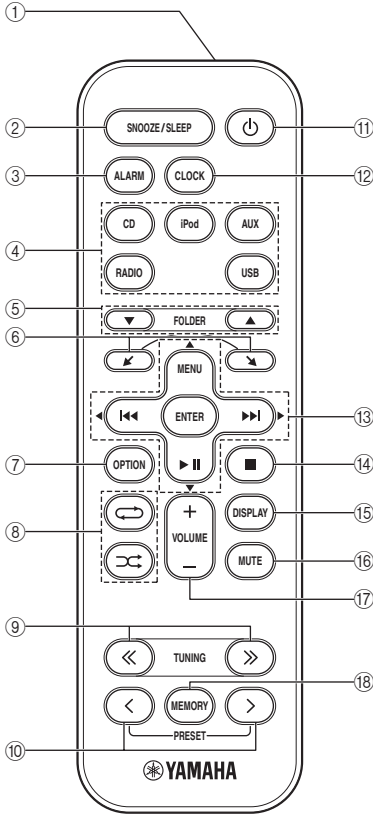 ①
② SNOOZE/SLEEP ⑪
③ ALARM CLOCK ⑫
④ CD iPod AUX
RADIO USB
⑤ FOLDER
⑥
MENU
ENTER ⑬
⑦ OPTION ⑭
⑧ + DISPLAY ⑮
VOLUME
– MUTE ⑯
⑰
⑨ TUNING
MEMORY ⑱
⑩ PRESET
YAMAHA